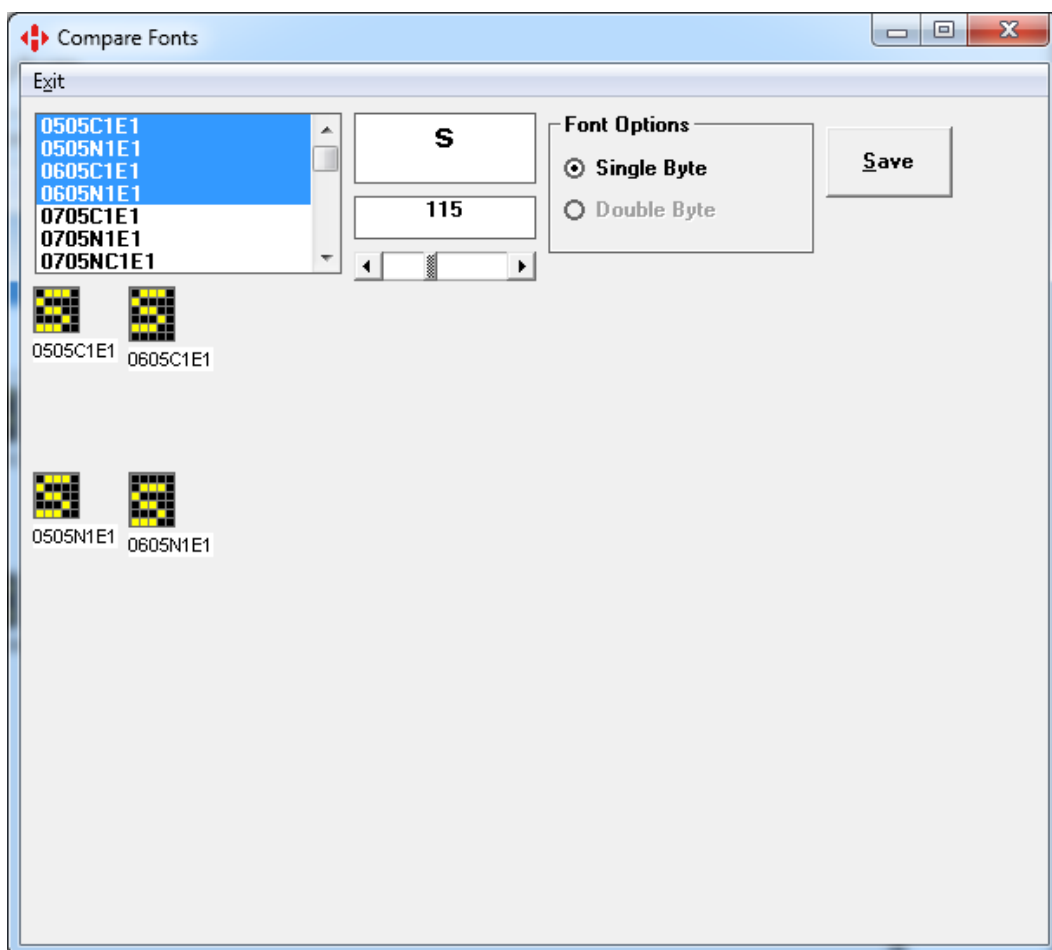 Compare Fonts
Exit
0505C1E1
0505N1E1
0605C1E1
0605N1E1
0705C1E1
0705N1E1
0705NC1E1
s
115
Font Options
Single Byte
Double Byte
Save
0505C1E1
0605C1E1
0505N1E1
0605N1E1